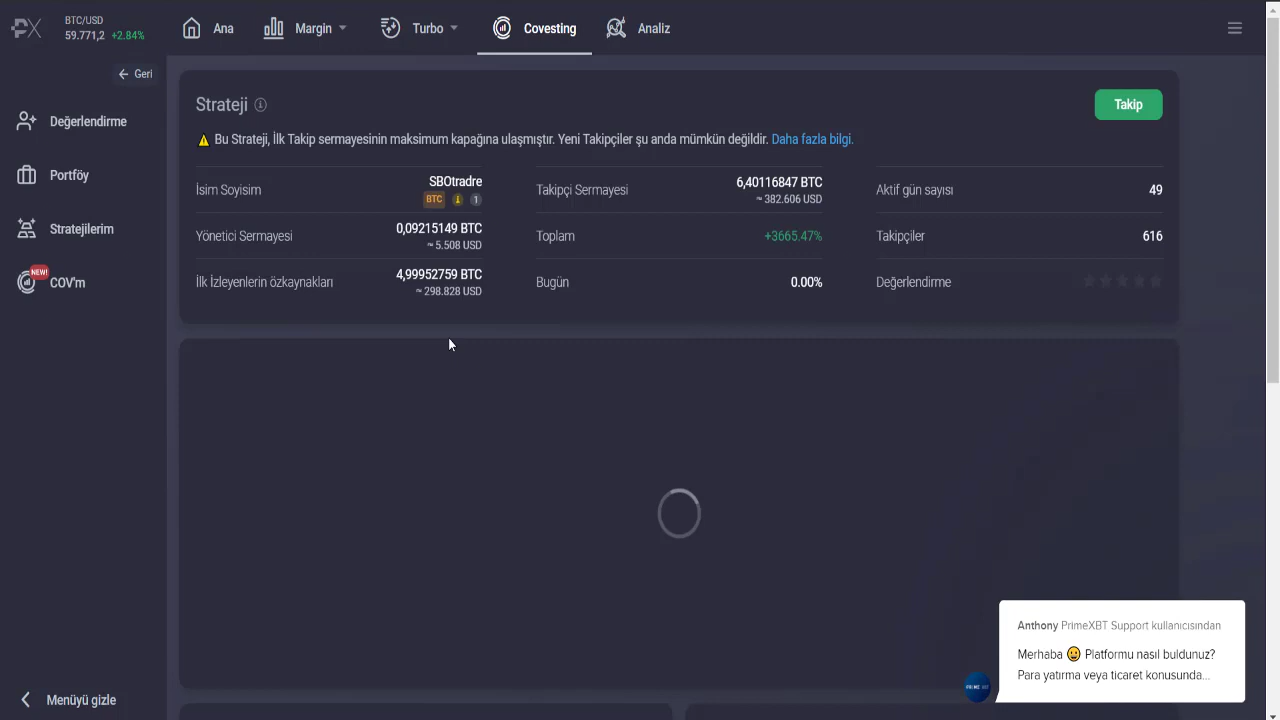 BTC/USD
59.771,2 +2.84%
Ana
Margin
Turbo
Covesting
Analiz
Geri
Değerlendirme
Portföy
Stratejilerim
NEW!
COV'm
Menüyü gizle
Strateji
Takip
Bu Strateji, İlk Takip sermayesinin maksimum kapağına ulaşmıştır. Yeni Takipçiler şu anda mümkün değildir. Daha fazla bilgi.
İsim Soyisim
SBOtradre
BTC 1
Yönetici Sermayesi
0,09215149 BTC
≈ 5.508 USD
İlk İzleyenlerin özkaynakları
4,99952759 BTC
≈ 298.828 USD
Takipçi Sermayesi
6,40116847 BTC
≈ 382.606 USD
Toplam
+3665.47%
Bugün
0.00%
Aktif gün sayısı
49
Takipçiler
616
Değerlendirme
Anthony PrimeXBT Support kullanıcısından
Merhaba 😀 Platformu nasıl buldunuz?
Para yatırma veya ticaret konusunda...